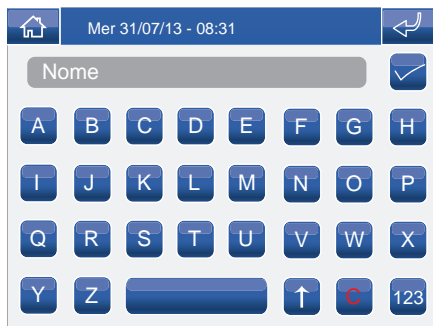 Mer 31/07/13 - 08:31
Nome
A B C D E F G H
I J K L M N O P
Q R S T U V W X
Y Z ↑ C 123